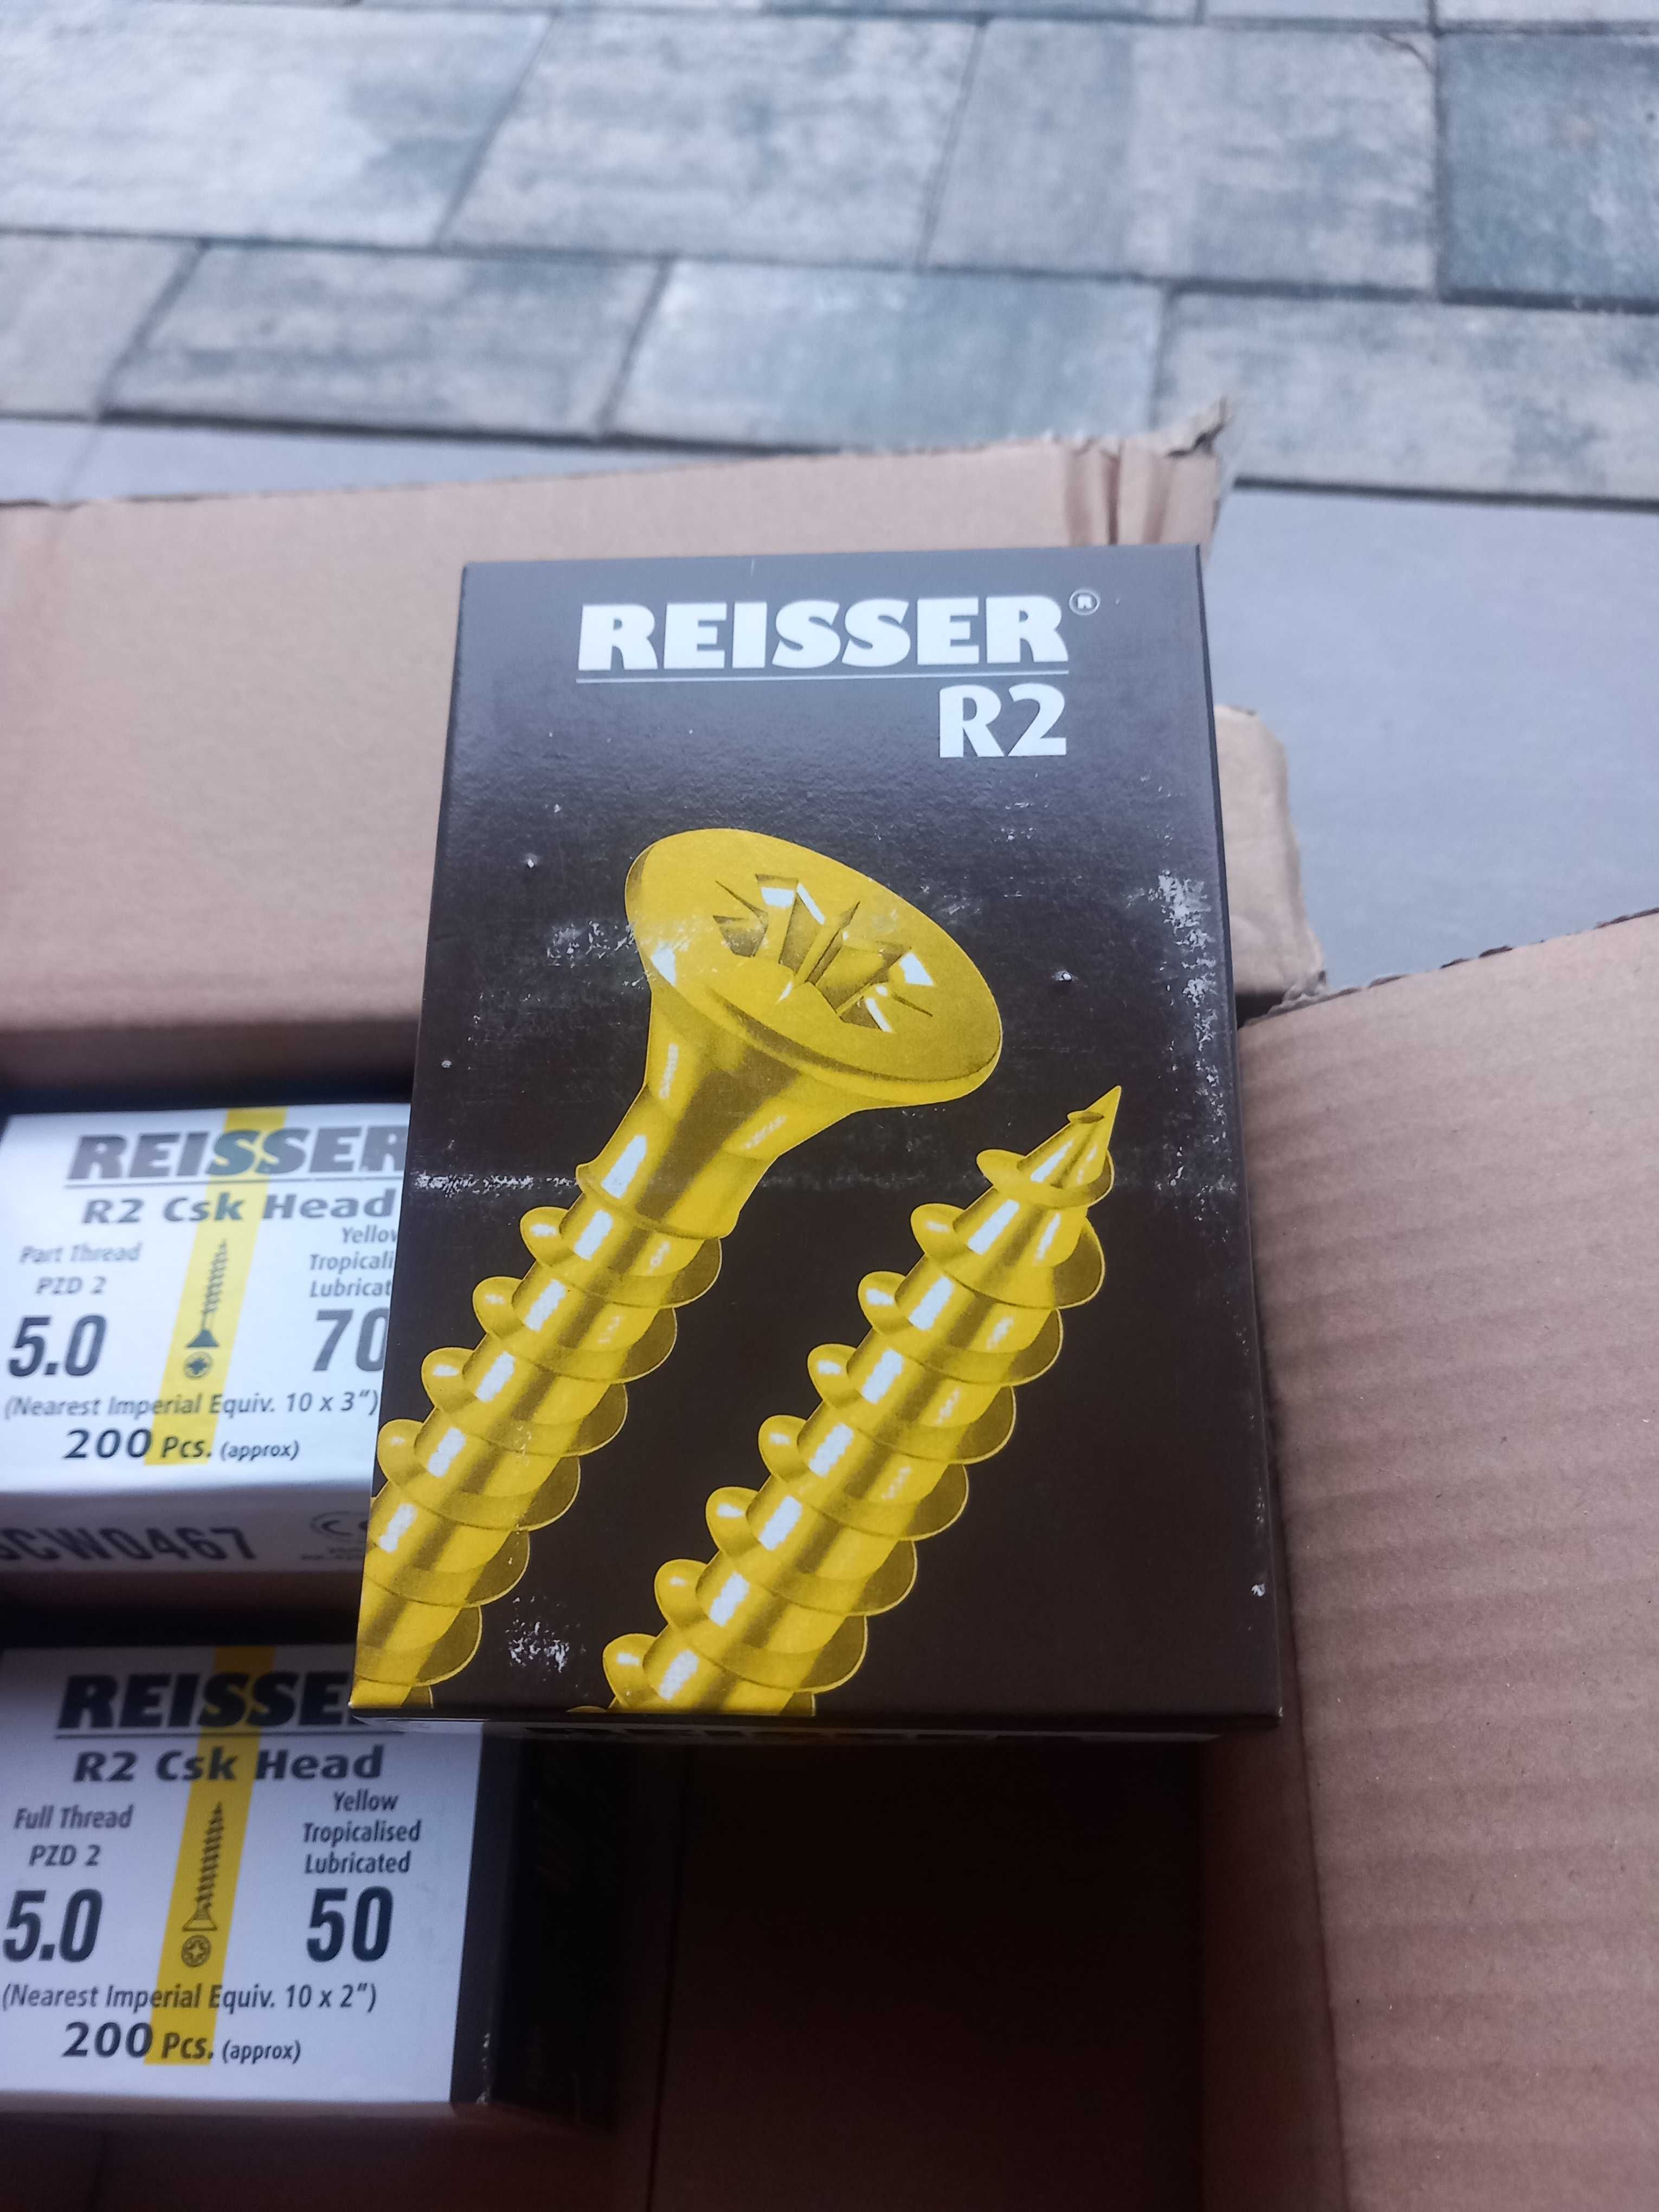 REISSER®
R2
REISSER
R2 Csk Head
Part Thread
PZD 2
5.0
70
(Nearest Imperial Equiv. 10 x 3")
200 Pcs. (approx)
R2 Csk Head
Full Thread
PZD 2
5.0
Yellow
Tropicalised
Lubricated
50
(Nearest Imperial Equiv. 10 x 2")
200 Pcs. (approx)